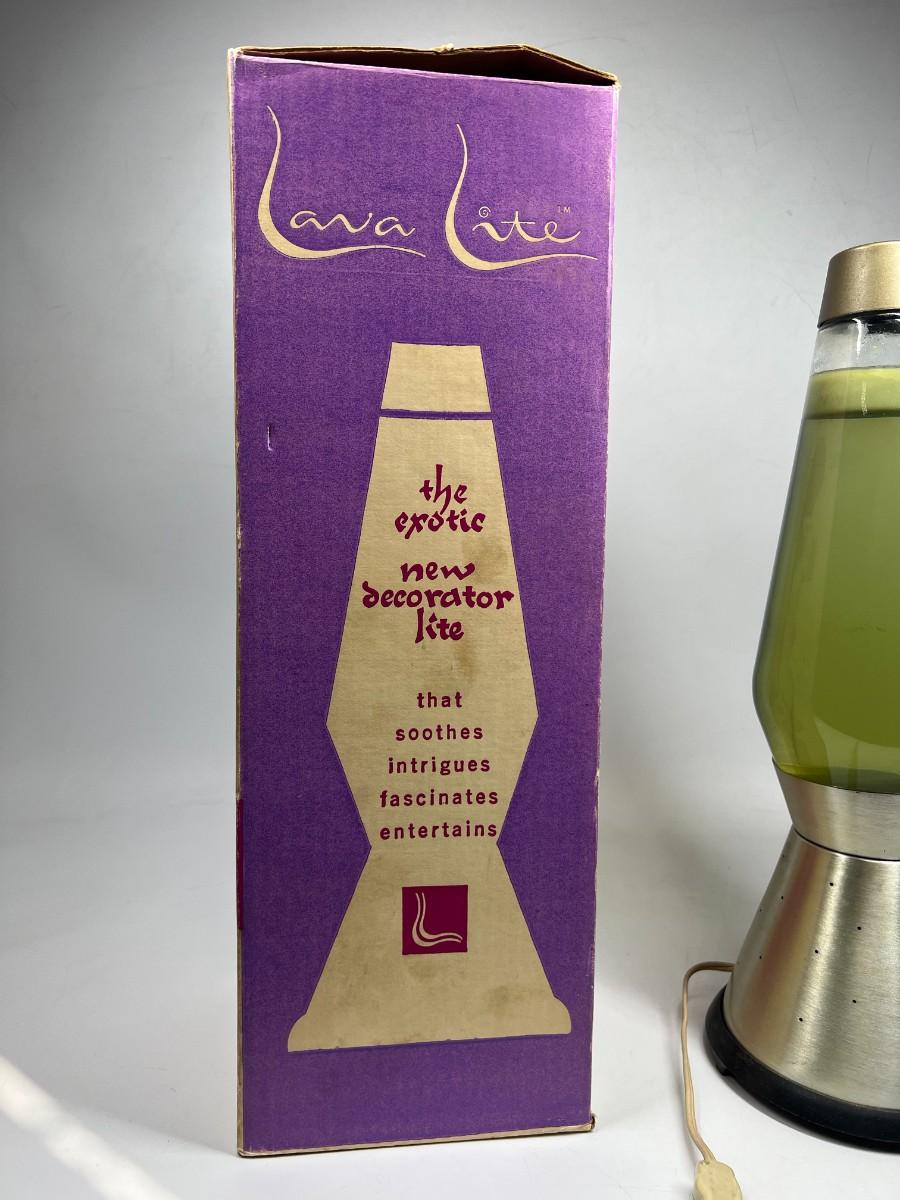 Lava Lite™
the
exotic
new
decorator
lite
that
soothes
intrigues
fascinates
entertains
L